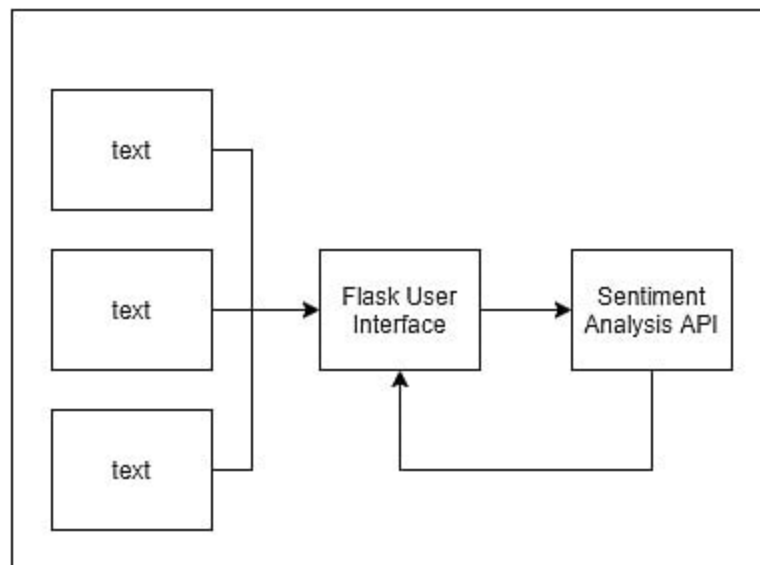 text
text
Flask User
Interface
Sentiment
Analysis API
text